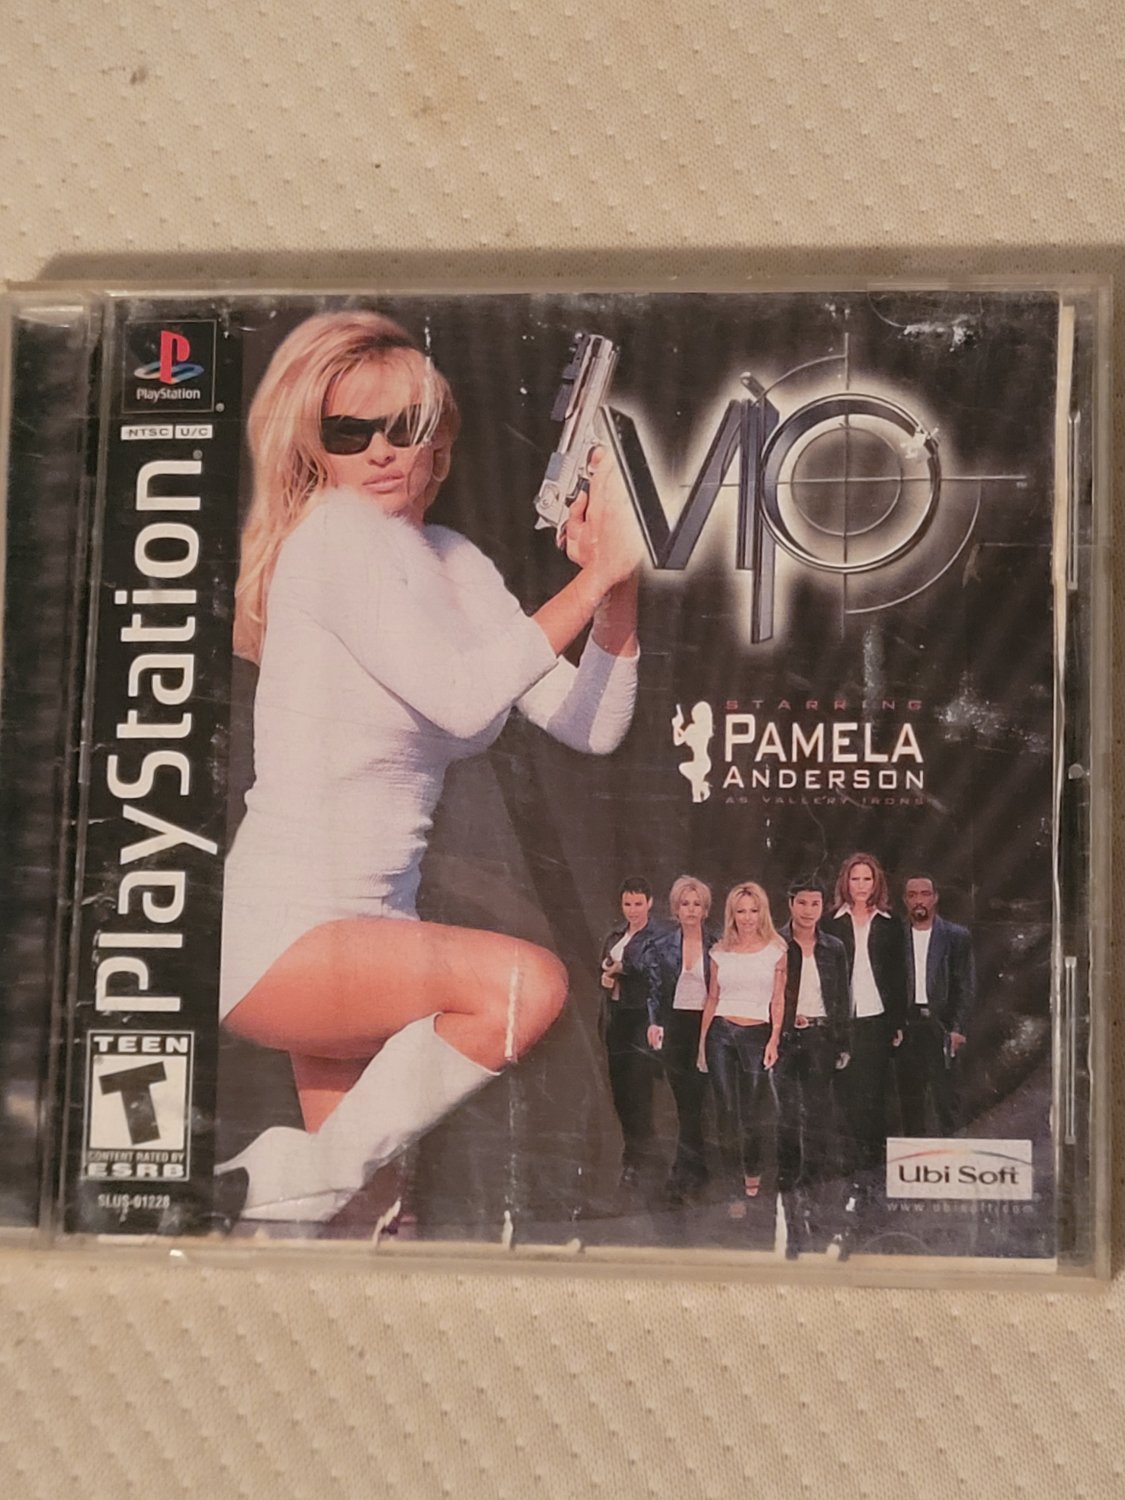 PlayStation
NTSC U/C
PlayStation
VIP
STARRING
PAMELA
ANDERSON
AS VALLERY IRONS
TEEN
T
CONTENT RATED BY
ESRB
SLUS-01228
Ubi Soft
www.ubisoft.com